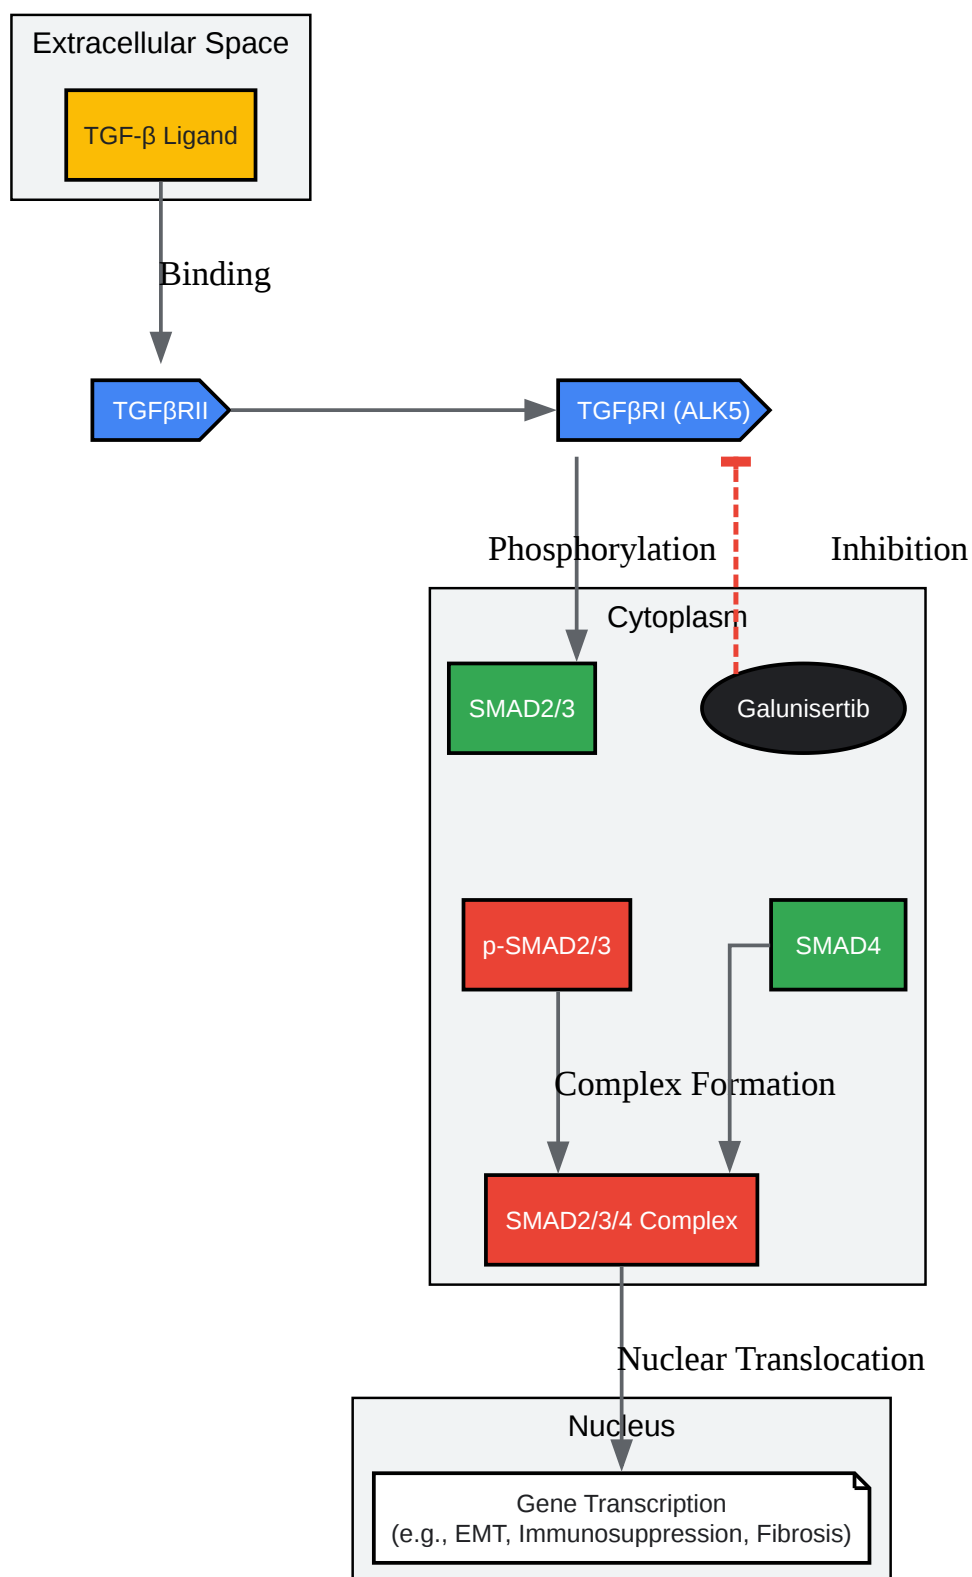 Extracellular Space
TGF-β Ligand
Binding
TGFβRII
TGFβRI (ALK5)
Phosphorylation
Inhibition
Cytoplasm
SMAD2/3
Galunisertib
p-SMAD2/3
SMAD4
Complex Formation
SMAD2/3/4 Complex
Nuclear Translocation
Nucleus
Gene Transcription
(e.g., EMT, Immunosuppression, Fibrosis)